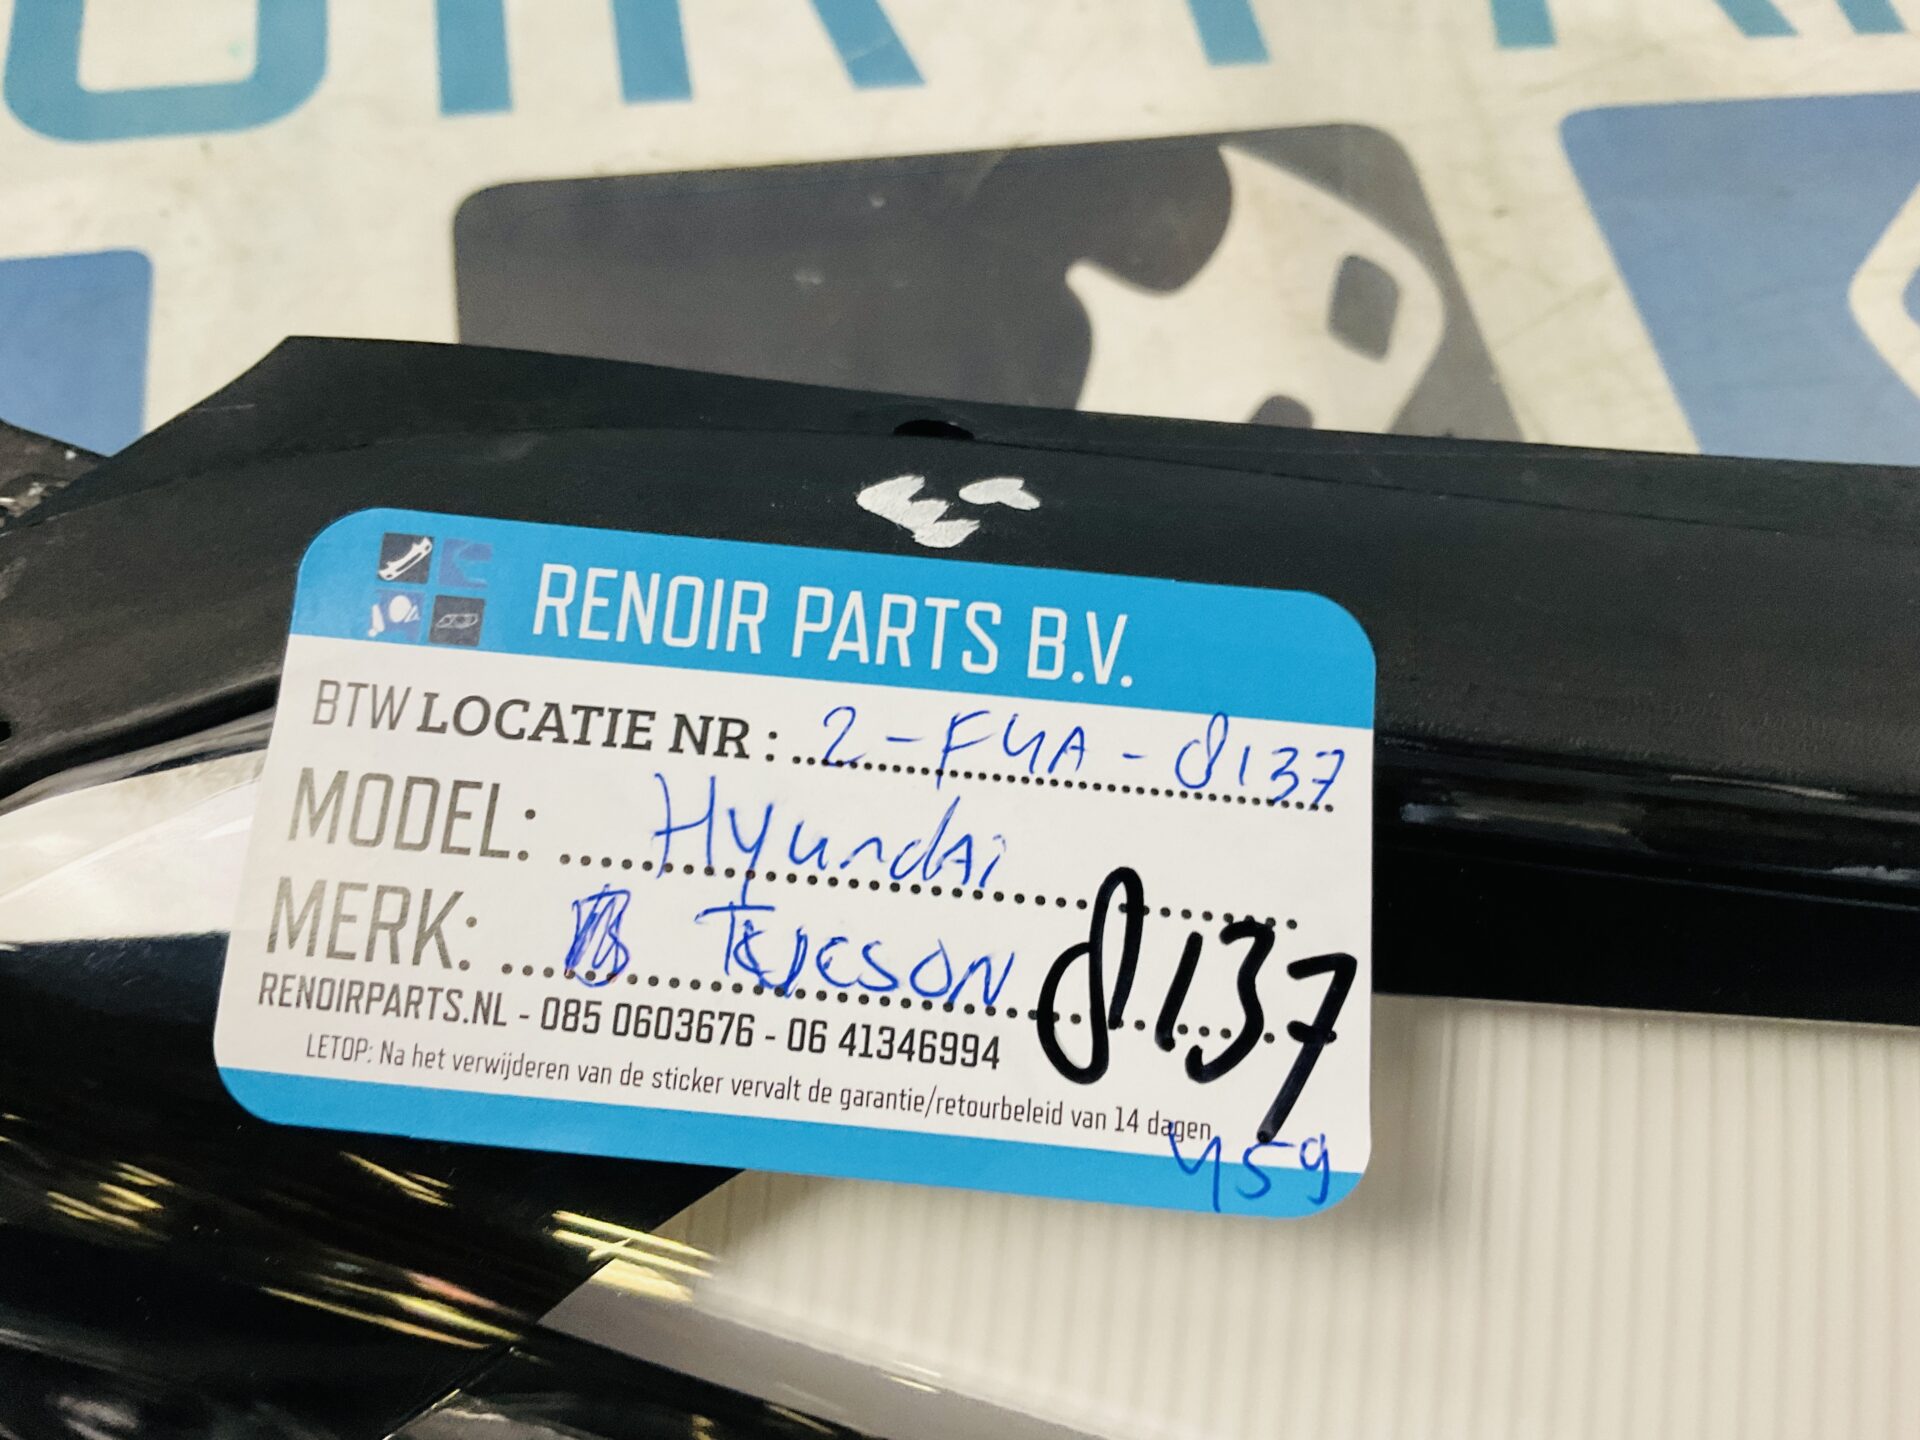 RENOIR PARTS B.V.
BTW LOCATIE NR : 2-F4A-8137
MODEL: Hyundai
MERK: TUCSON 8137
RENOIRPARTS.NL - 085 0603676 - 06 41346994
LETOP: Na het verwijderen van de sticker vervalt de garantie/retourbeleid van 14 dagen
459